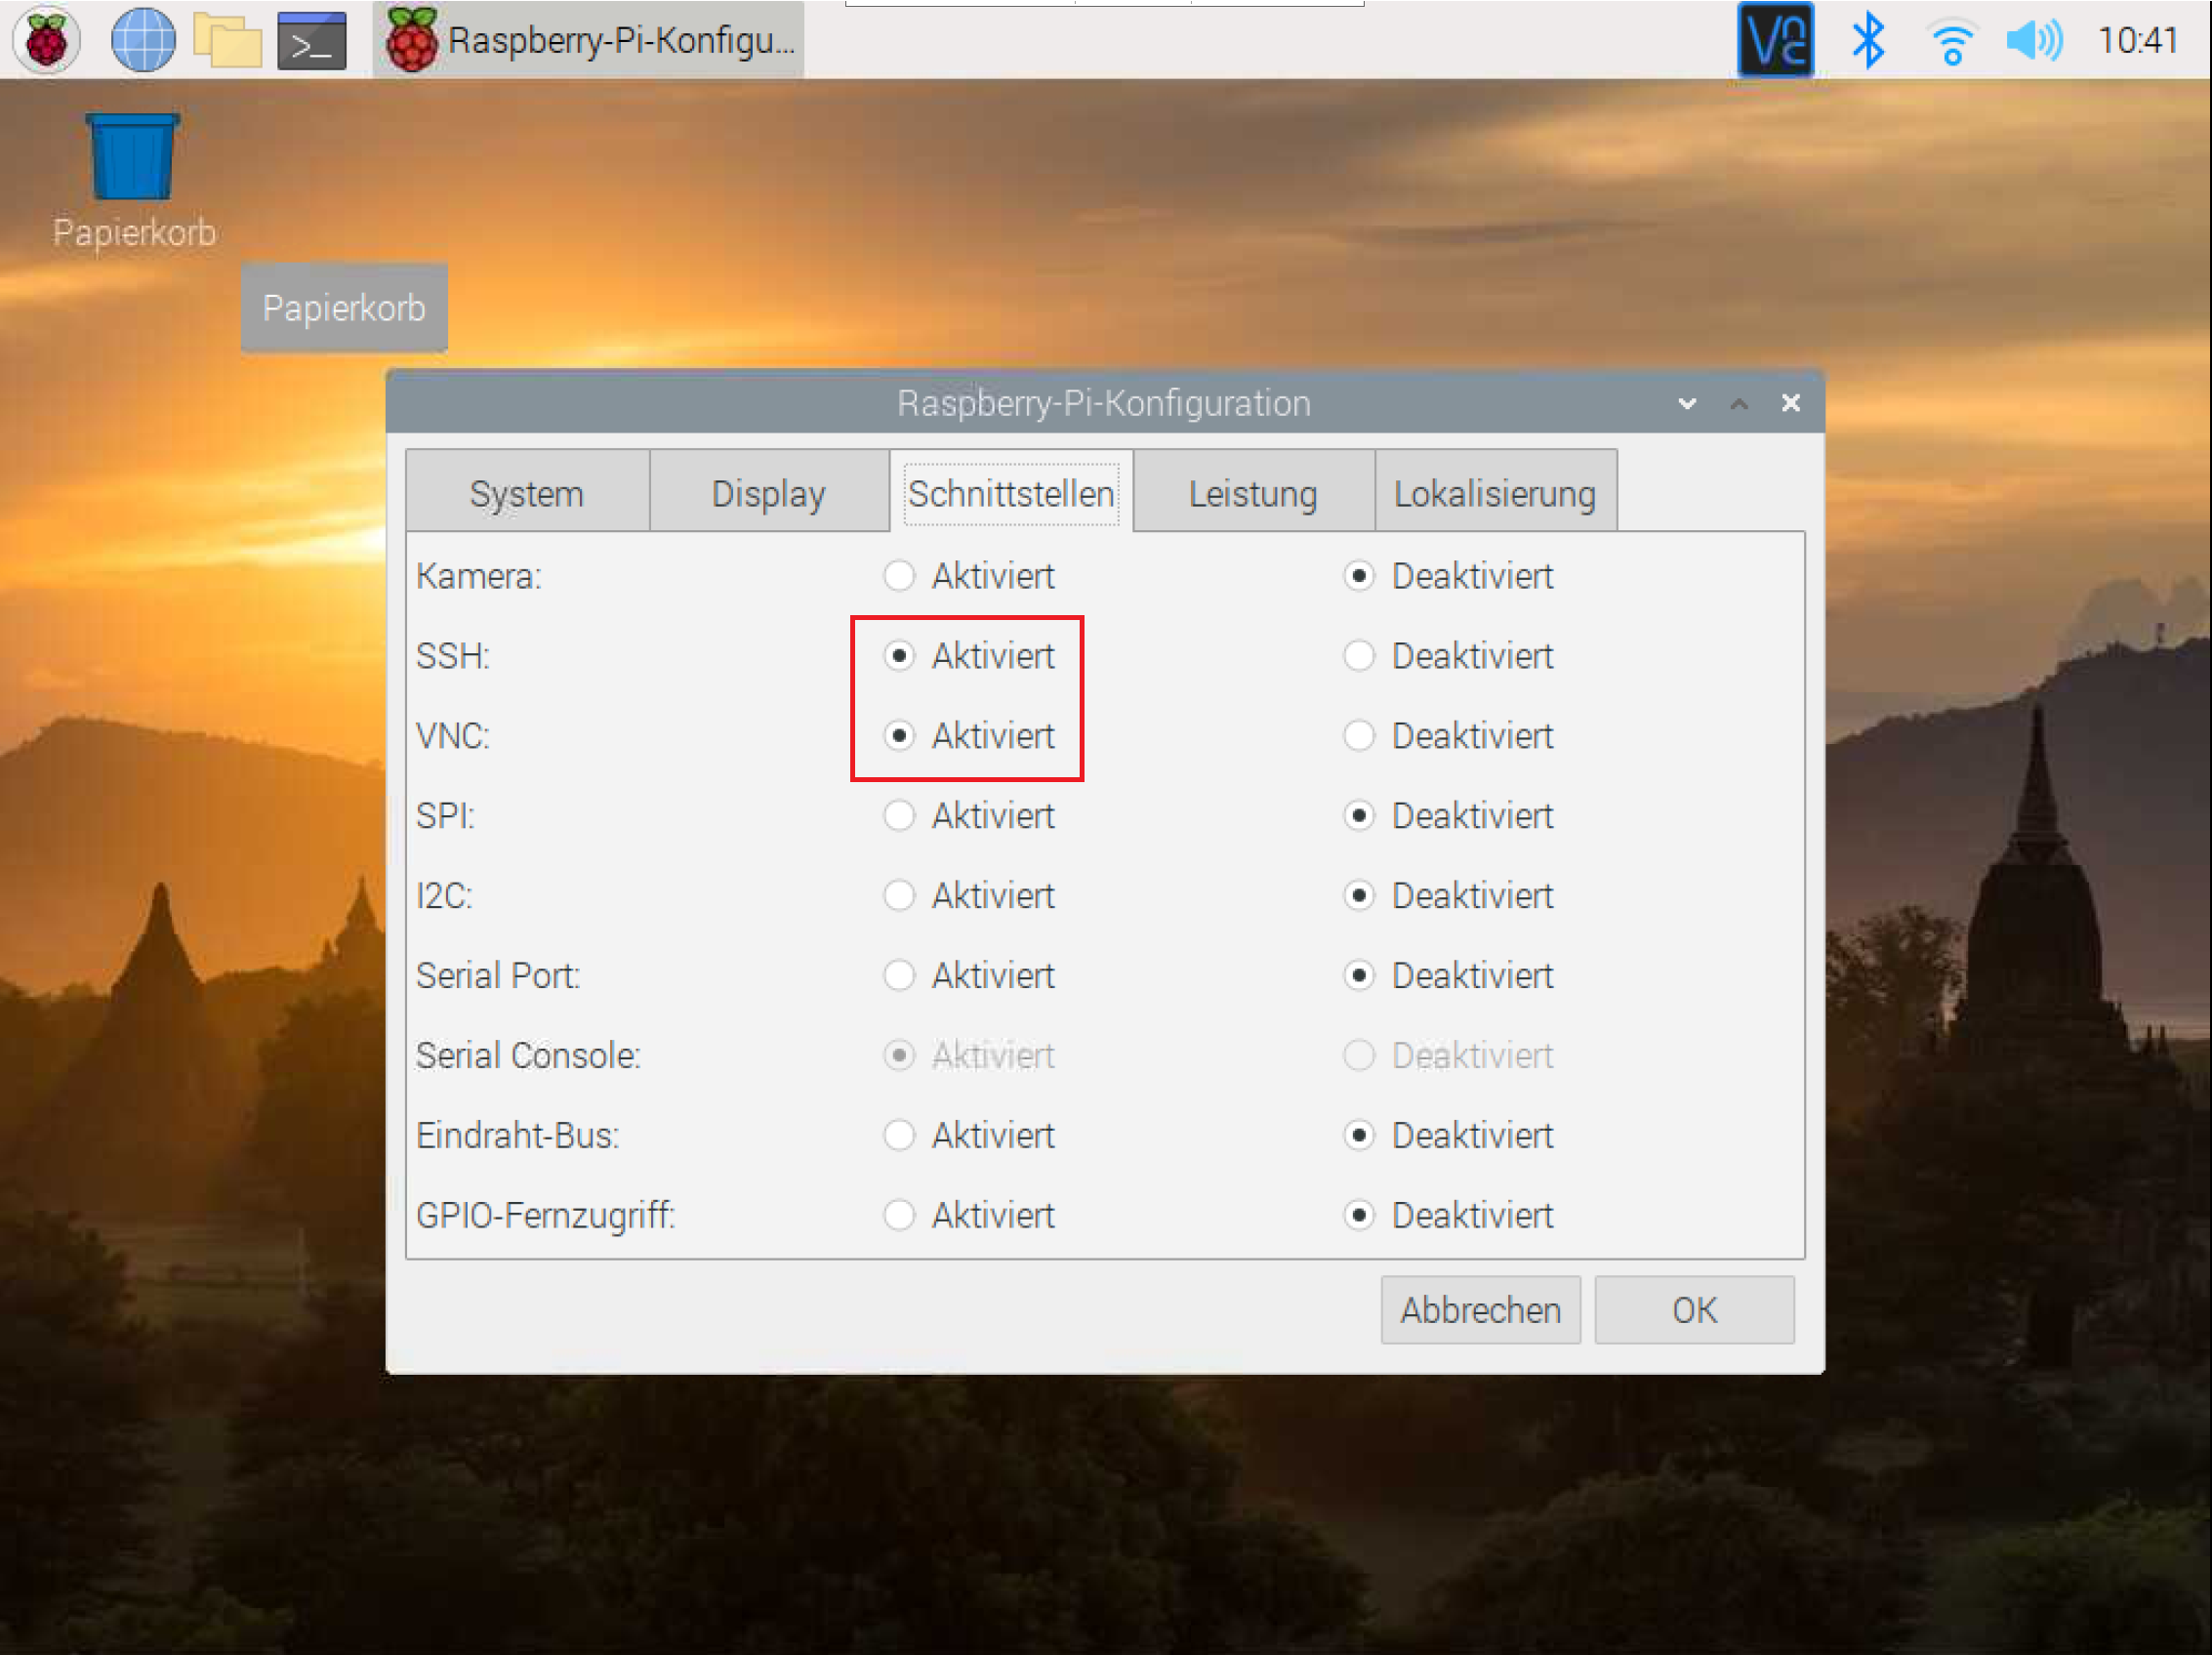 Raspberry-Pi-Konfigu...
VNC
10:41
Papierkorb
Papierkorb
Raspberry-Pi-Konfiguration
System Display Schnittstellen Leistung Lokalisierung
Kamera: Aktiviert Deaktiviert
SSH: Aktiviert Deaktiviert
VNC: Aktiviert Deaktiviert
SPI: Aktiviert Deaktiviert
I2C: Aktiviert Deaktiviert
Serial Port: Aktiviert Deaktiviert
Serial Console: Aktiviert Deaktiviert
Eindraht-Bus: Aktiviert Deaktiviert
GPIO-Fernzugriff: Aktiviert Deaktiviert
Abbrechen OK